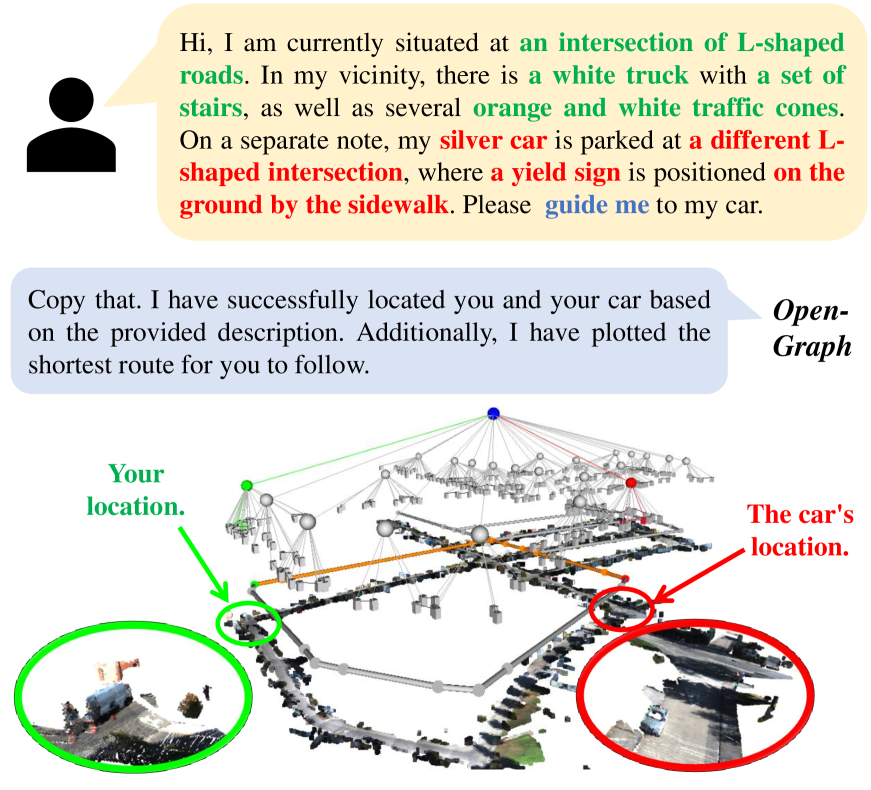 Hi, I am currently situated at an intersection of L-shaped
roads. In my vicinity, there is a white truck with a set of
stairs, as well as several orange and white traffic cones.
On a separate note, my silver car is parked at a different L-
shaped intersection, where a yield sign is positioned on the
ground by the sidewalk. Please guide me to my car.
Copy that. I have successfully located you and your car based
on the provided description. Additionally, I have plotted the
shortest route for you to follow.
Open-
Graph
Your
location.
The car's
location.